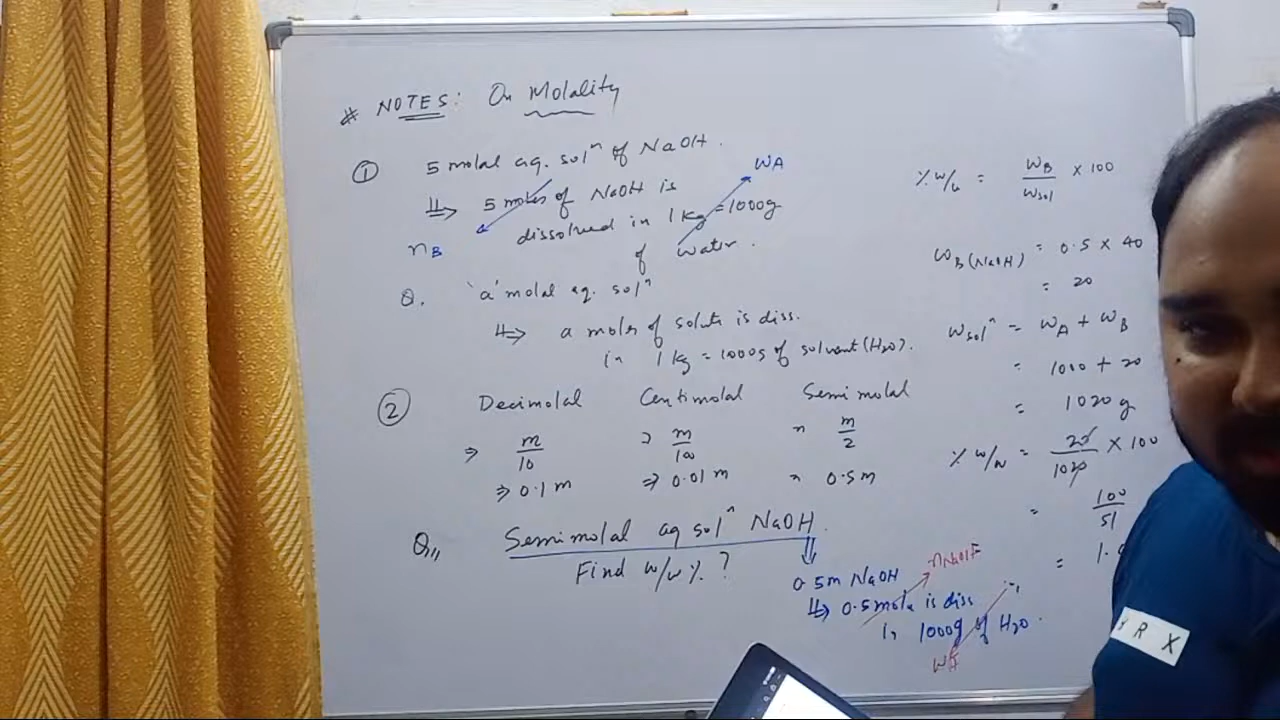 # NOTES: On Molality
① 5 molal aq. solⁿ of NaOH.
⇒ 5 moles of NaOH is
dissolved in 1 kg = 1000g
of water.
nB
WA
Q. 'a' molal aq. solⁿ
⇒ a moles of solute is diss.
in 1 kg = 1000g of solvent (H₂O).
② Decimolal Centimolal Semimolal
⇒ m/10 ⇒ m/100 m/2
⇒ 0.1 m ⇒ 0.01 m 0.5 m
Q,, Semimolal aq solⁿ NaOH.
Find w/w % ?
0.5m NaOH
⇒ 0.5 mole is diss
in 1000g of H₂O.
% w/w = WB/Wsol × 100
WB (NaOH) = 0.5 × 40
= 20
Wsolⁿ = WA + WB
= 1000 + 20
= 1020 g
% w/w = 20/1020 × 100
= 100/51
= 1.
Y R X